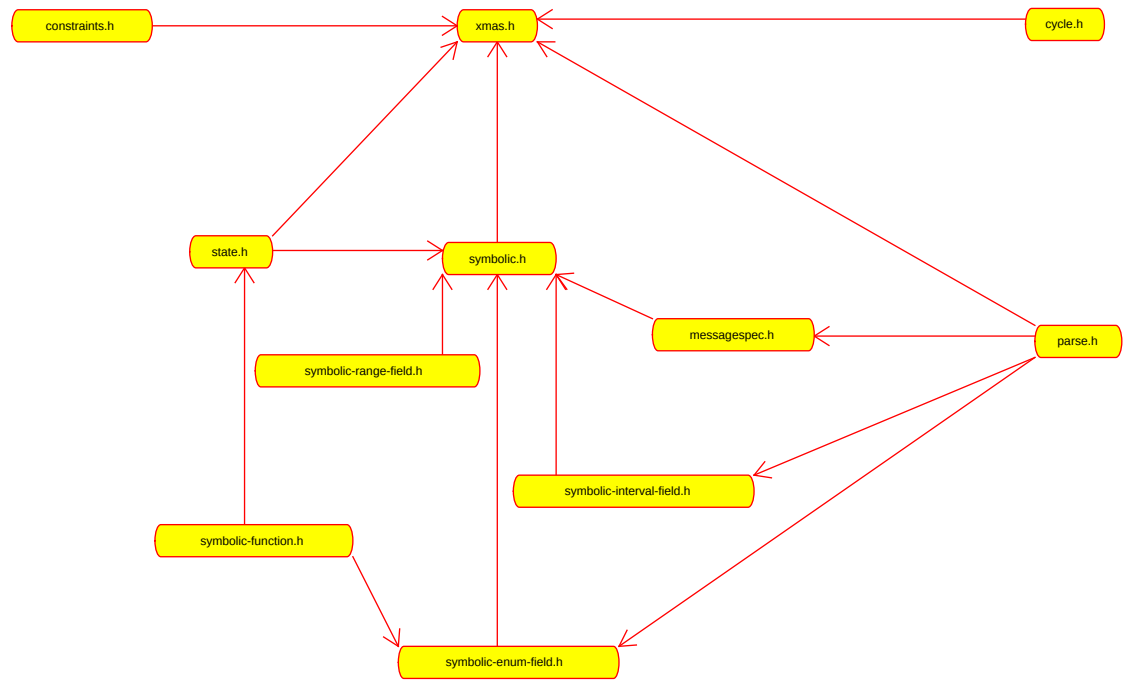 constraints.h
xmas.h
cycle.h
state.h
symbolic.h
messagespec.h
parse.h
symbolic-range-field.h
symbolic-interval-field.h
symbolic-function.h
symbolic-enum-field.h